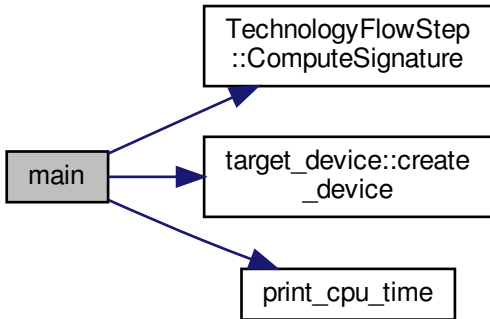 TechnologyFlowStep
::ComputeSignature
main
target_device::create
_device
print_cpu_time